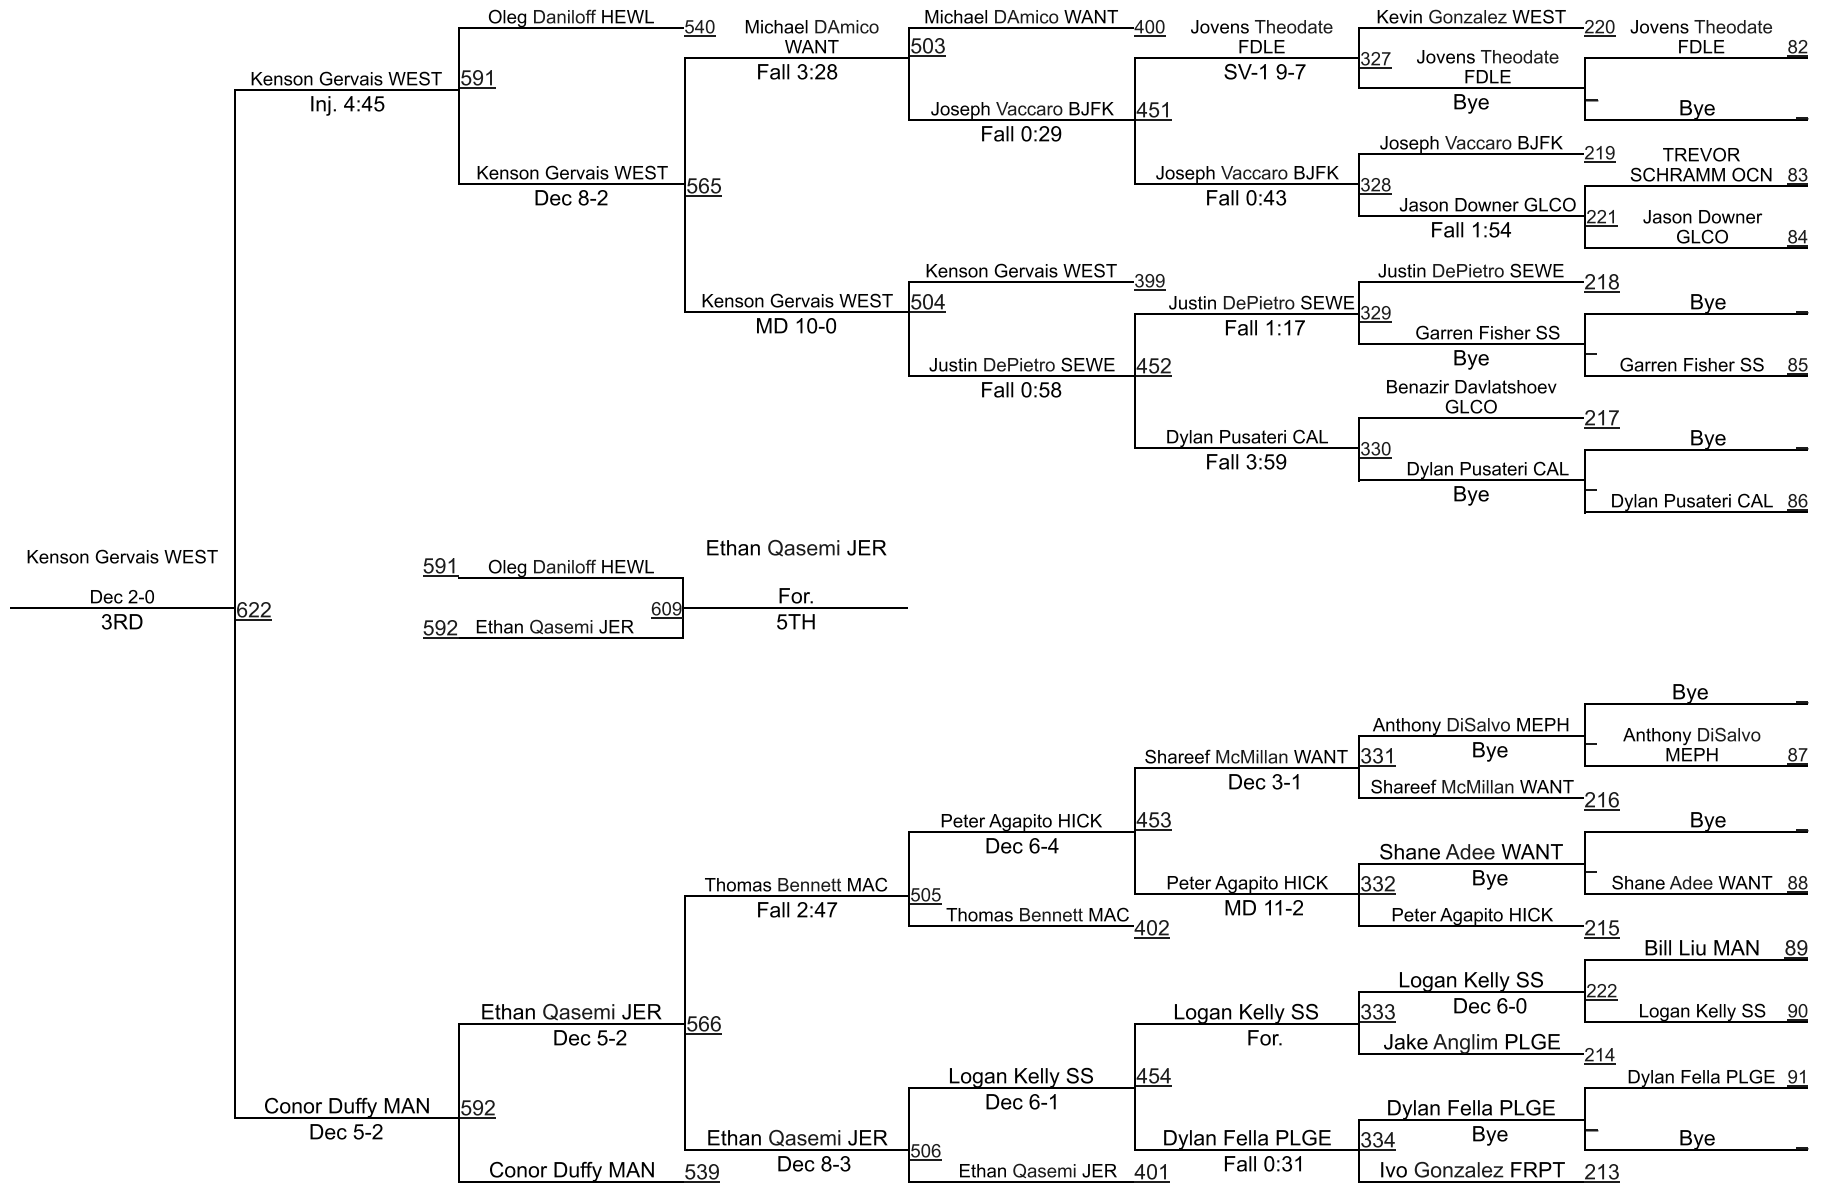 Oleg Daniloff HEWL
540
Michael DAmico
WANT
Fall 3:28
Michael DAmico WANT
400
503
Jovens Theodate
FDLE
SV-1 9-7
Kevin Gonzalez WEST
220
327
Jovens Theodate
FDLE
Bye
Jovens Theodate
FDLE
82
Bye
Kenson Gervais WEST
Inj. 4:45
591
Joseph Vaccaro BJFK
Fall 0:29
451
Joseph Vaccaro BJFK
219
TREVOR
SCHRAMM OCN
83
Kenson Gervais WEST
Dec 8-2
565
Joseph Vaccaro BJFK
Fall 0:43
328
Jason Downer GLCO
Fall 1:54
221
Jason Downer
GLCO
84
Kenson Gervais WEST
MD 10-0
Kenson Gervais WEST
399
504
Justin DePietro SEWE
Fall 1:17
Justin DePietro SEWE
218
329
Garren Fisher SS
Bye
Bye
Garren Fisher SS
85
Justin DePietro SEWE
Fall 0:58
452
Benazir Davlatshoev
GLCO
217
Bye
Dylan Pusateri CAL
Fall 3:59
330
Dylan Pusateri CAL
Bye
Dylan Pusateri CAL
86
Kenson Gervais WEST
Dec 2-0
3RD
622
591
Oleg Daniloff HEWL
592
Ethan Qasemi JER
609
Ethan Qasemi JER
For.
5TH
Bye
Anthony DiSalvo MEPH
Bye
Anthony DiSalvo
MEPH
87
Shareef McMillan WANT
Dec 3-1
331
Shareef McMillan WANT
216
Peter Agapito HICK
Dec 6-4
453
Bye
Shane Adee WANT
Bye
Shane Adee WANT
88
Thomas Bennett MAC
Fall 2:47
505
Thomas Bennett MAC
402
Peter Agapito HICK
MD 11-2
332
Peter Agapito HICK
215
Bill Liu MAN
89
Ethan Qasemi JER
Dec 5-2
566
Logan Kelly SS
For.
333
Logan Kelly SS
Dec 6-0
222
Logan Kelly SS
90
Jake Anglim PLGE
214
Logan Kelly SS
Dec 6-1
454
Dylan Fella PLGE
91
Conor Duffy MAN
Dec 5-2
592
Ethan Qasemi JER
Dec 8-3
506
Dylan Fella PLGE
Fall 0:31
334
Dylan Fella PLGE
Bye
Bye
Conor Duffy MAN
539
Ethan Qasemi JER
401
Ivo Gonzalez FRPT
213